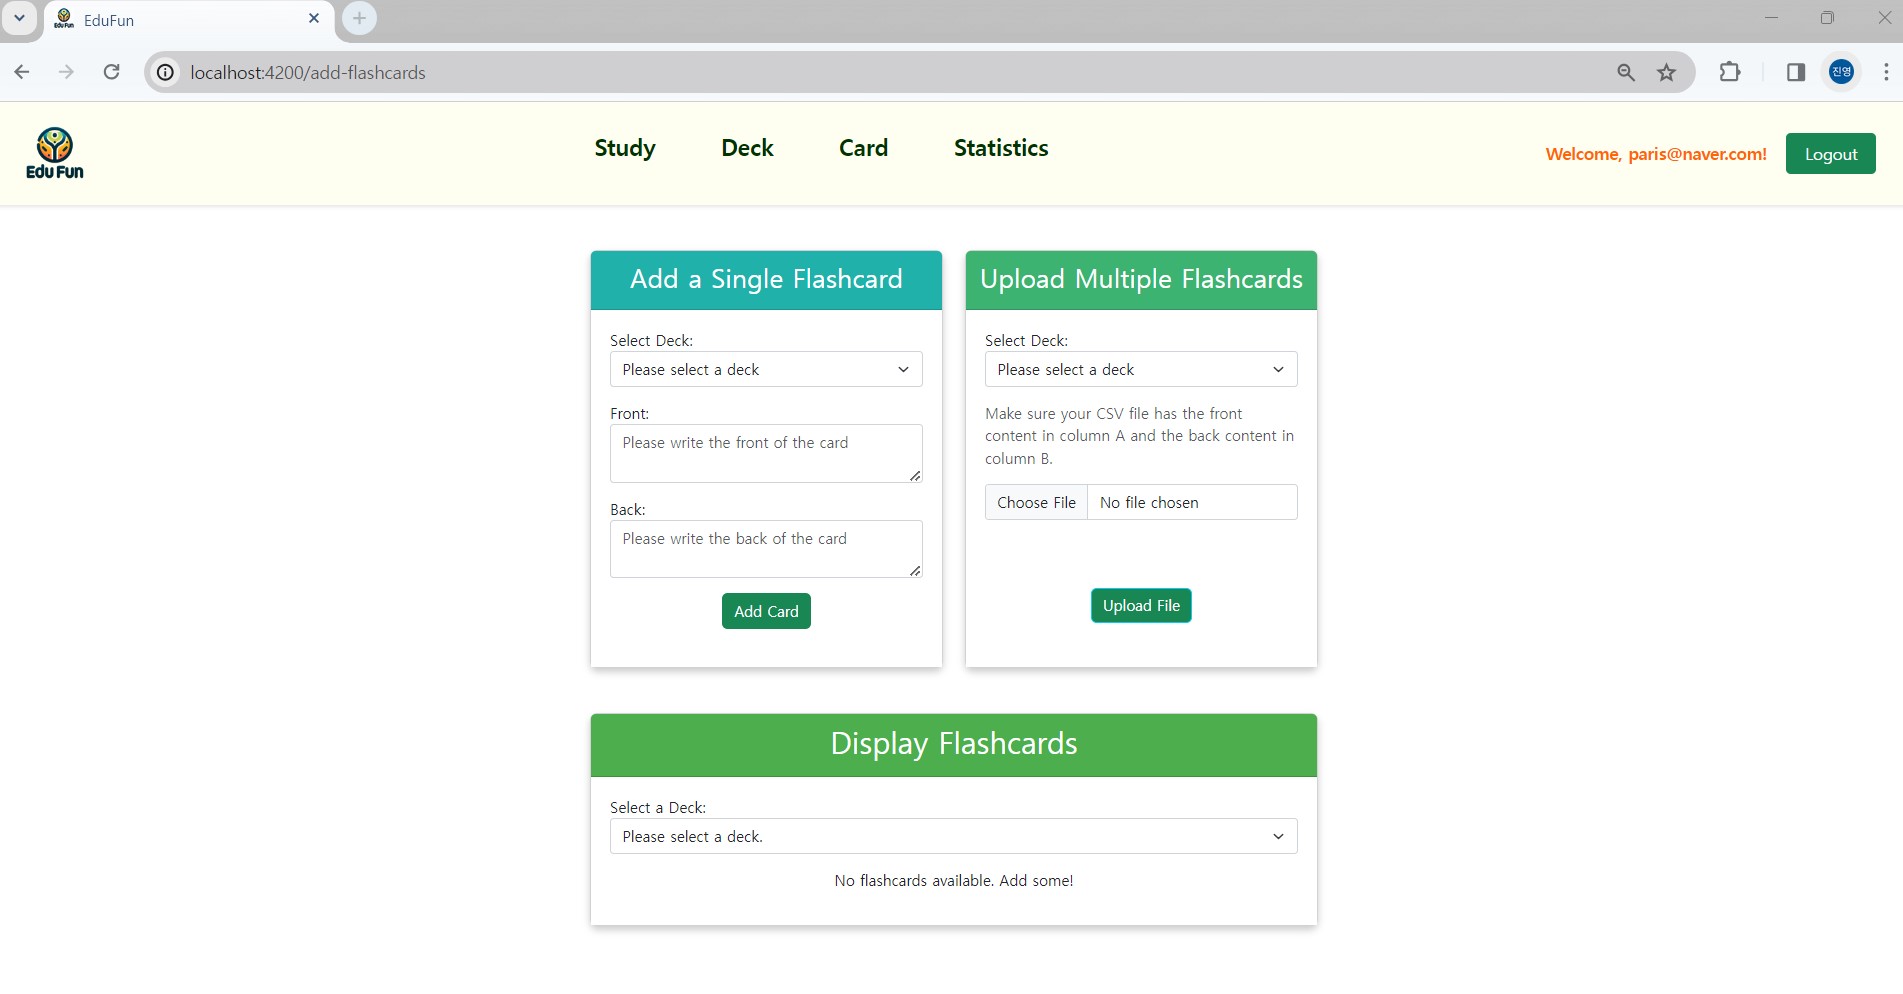 EduFun
localhost:4200/add-flashcards
진영
Edu Fun
Study Deck Card Statistics
Welcome, paris@naver.com! Logout
Add a Single Flashcard
Select Deck:
Please select a deck
Front:
Please write the front of the card
Back:
Please write the back of the card
Add Card
Upload Multiple Flashcards
Select Deck:
Please select a deck
Make sure your CSV file has the front
content in column A and the back content in
column B.
Choose File No file chosen
Upload File
Display Flashcards
Select a Deck:
Please select a deck.
No flashcards available. Add some!